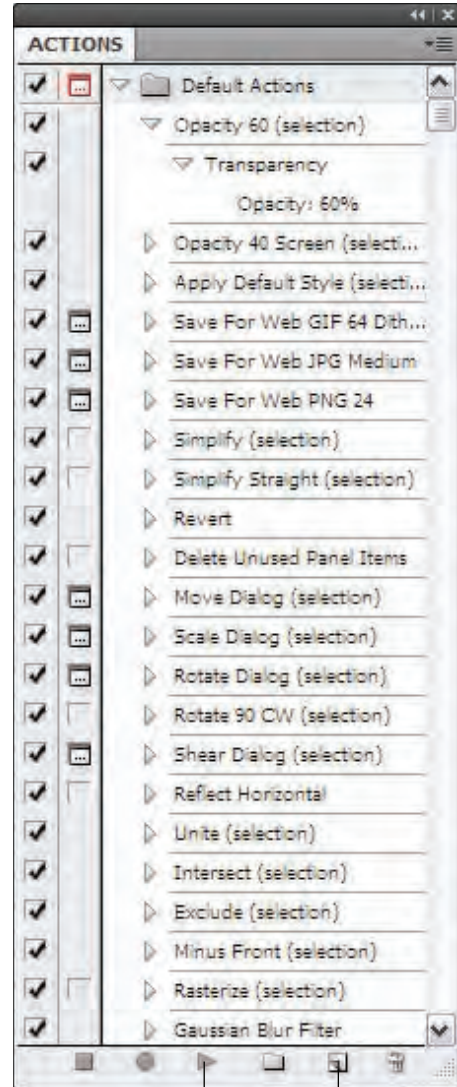 ACTIONS
Default Actions
Opacity 60 (selection)
Transparency
Opacity: 60%
Opacity 40 Screen (selecti...
Apply Default Style (selecti...
Save For Web GIF 64 Dith...
Save For Web JPG Medium
Save For Web PNG 24
Simplify (selection)
Simplify Straight (selection)
Revert
Delete Unused Panel Items
Move Dialog (selection)
Scale Dialog (selection)
Rotate Dialog (selection)
Rotate 90 CW (selection)
Shear Dialog (selection)
Reflect Horizontal
Unite (selection)
Intersect (selection)
Exclude (selection)
Minus Front (selection)
Rasterize (selection)
Gaussian Blur Filter